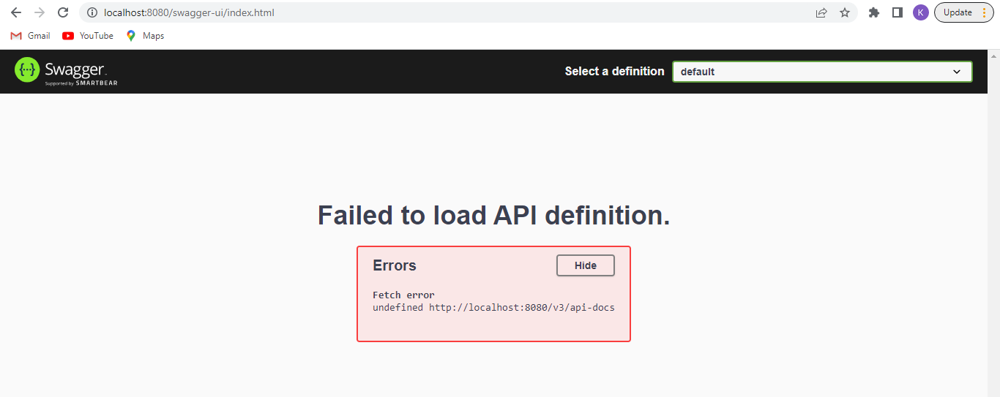 localhost:8080/swagger-ui/index.html
K
Update
Gmail
YouTube
Maps
{...}
Swagger
Supported by SMARTBEAR
Select a definition
default
Failed to load API definition.
Errors
Hide
Fetch error
undefined http://localhost:8080/v3/api-docs